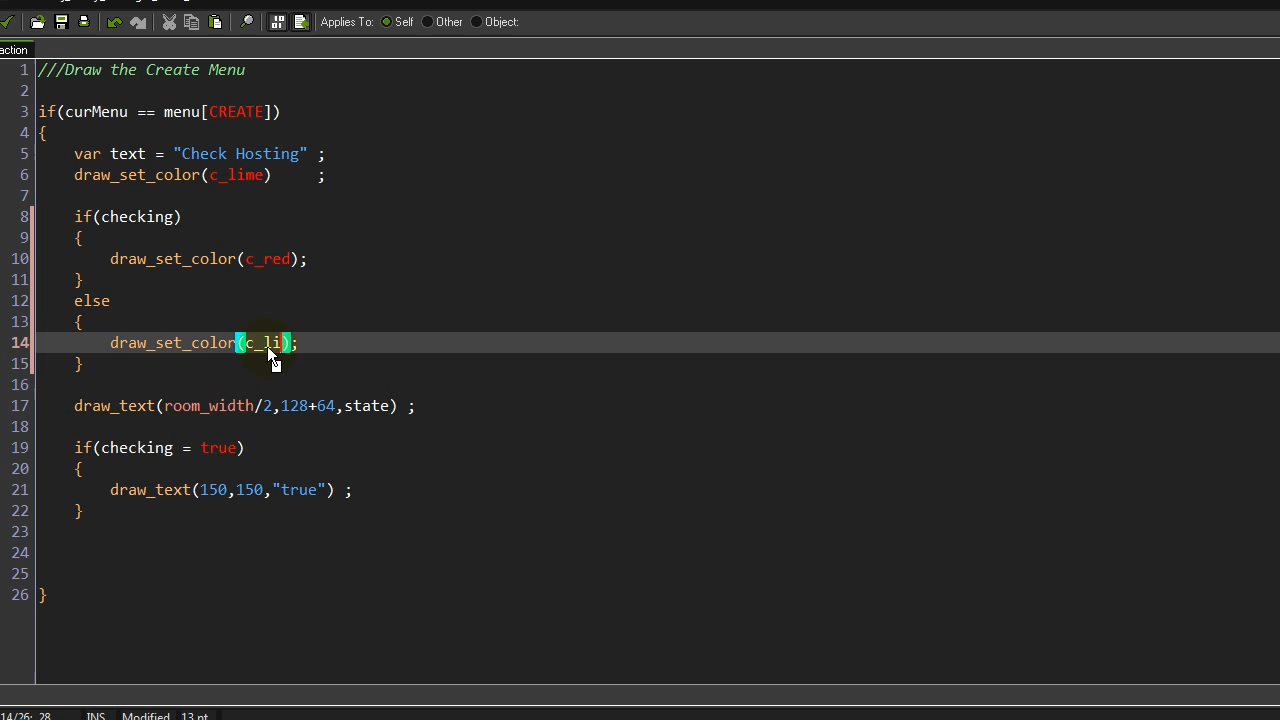 Applies To: Self Other Object:
action
1 ///Draw the Create Menu
2
3 if(curMenu == menu[CREATE])
4 {
5 var text = "Check Hosting" ;
6 draw_set_color(c_lime) ;
7
8 if(checking)
9 {
10 draw_set_color(c_red);
11 }
12 else
13 {
14 draw_set_color(c_li);
15 }
16
17 draw_text(room_width/2,128+64,state) ;
18
19 if(checking = true)
20 {
21 draw_text(150,150,"true") ;
22 }
23
24
25
26 }
14/26: 28 INS Modified 13 pt